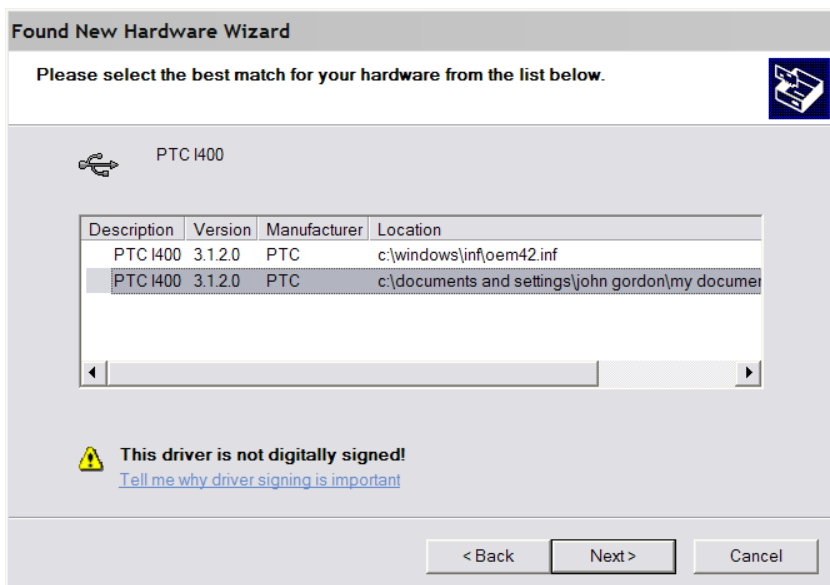 Found New Hardware Wizard
Please select the best match for your hardware from the list below.
PTC I400
Description Version Manufacturer Location
PTC I400 3.1.2.0 PTC c:\windows\inf\oem42.inf
PTC I400 3.1.2.0 PTC c:\documents and settings\john gordon\my documen
This driver is not digitally signed!
Tell me why driver signing is important
< Back Next > Cancel